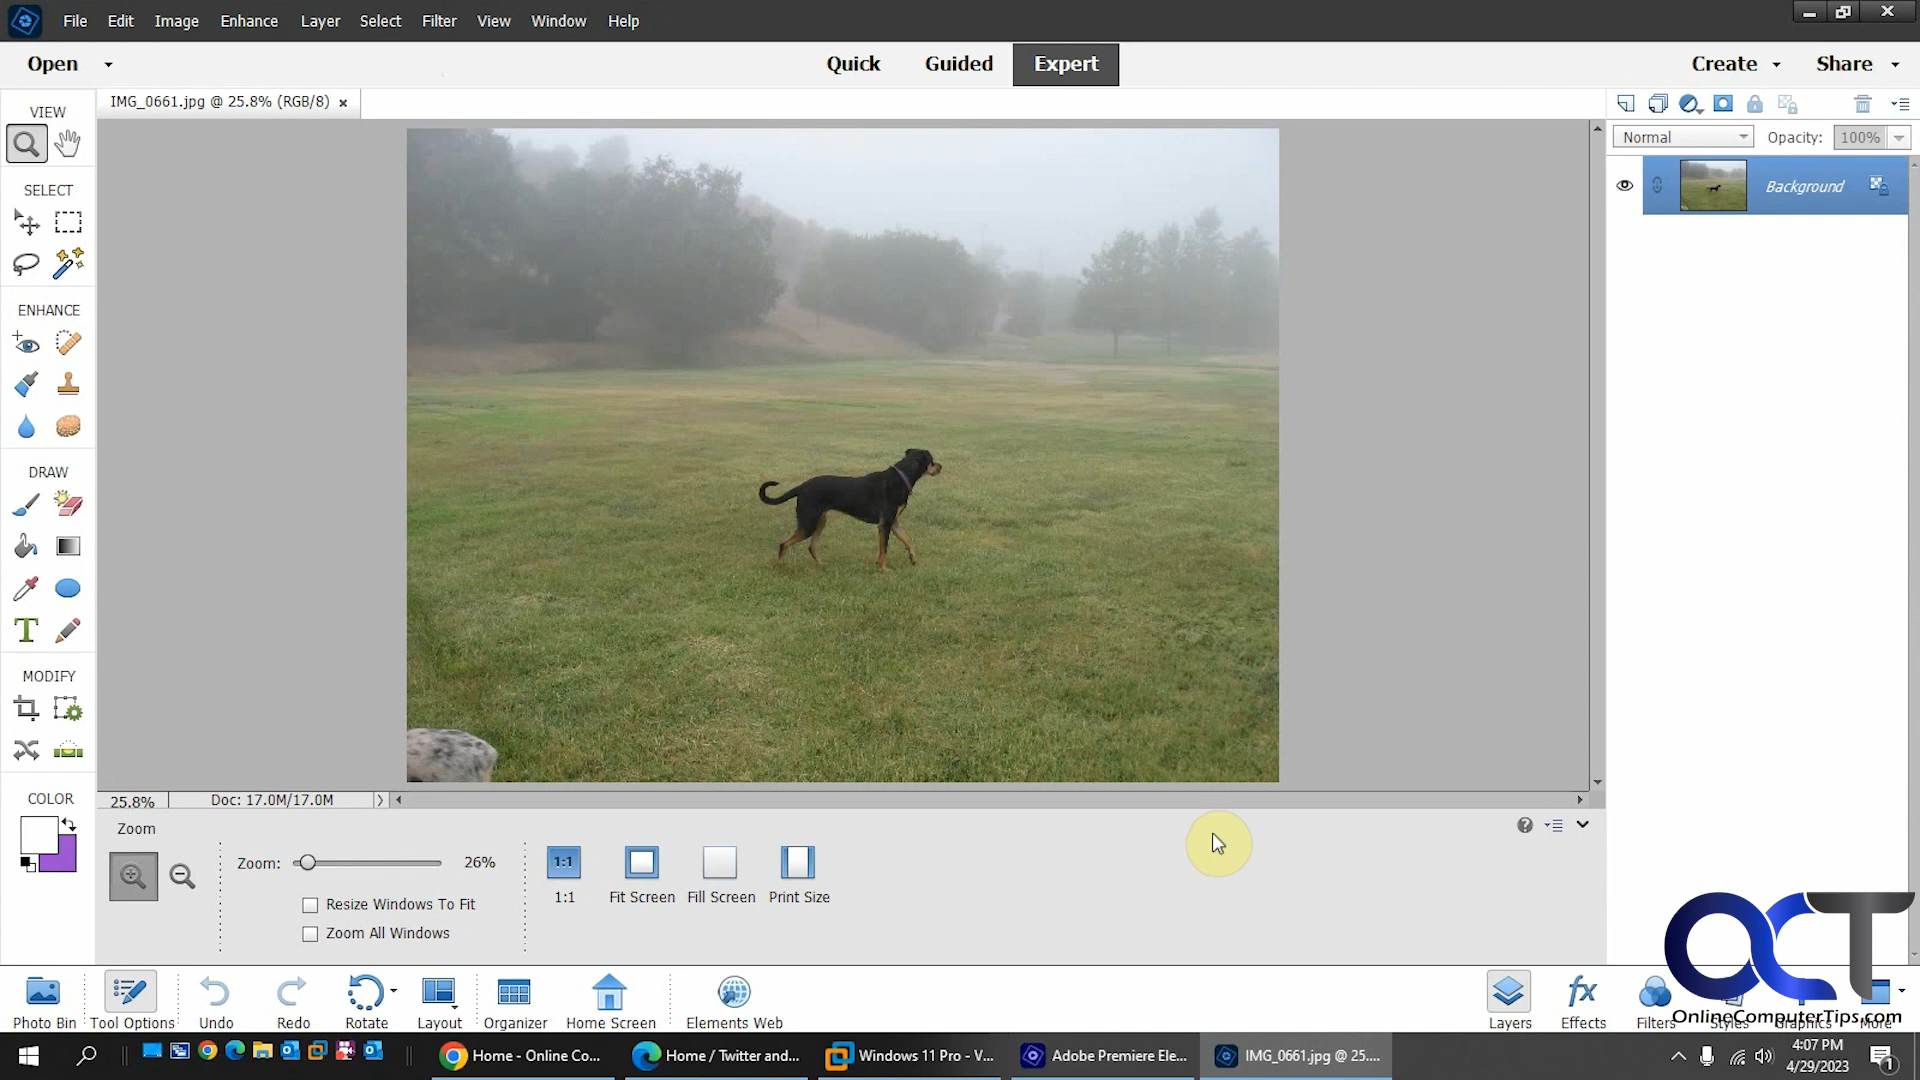 File Edit Image Enhance Layer Select Filter View Window Help
Open Quick Guided Expert Create Share
IMG_0661.jpg @ 25.8% (RGB/8) ×
VIEW
SELECT
ENHANCE
DRAW
MODIFY
COLOR
Normal Opacity: 100%
Background
25.8% Doc: 17.0M/17.0M
Zoom
Zoom: 26%
Resize Windows To Fit
Zoom All Windows
1:1
1:1 Fit Screen Fill Screen Print Size
OCT
OnlineComputerTips.com
Photo Bin Tool Options Undo Redo Rotate Layout Organizer Home Screen Elements Web Layers Effects Filters Styles Graphics More
Home - Online Co... Home / Twitter and... Windows 11 Pro - V... Adobe Premiere Ele... IMG_0661.jpg @ 25....
4:07 PM
4/29/2023
1